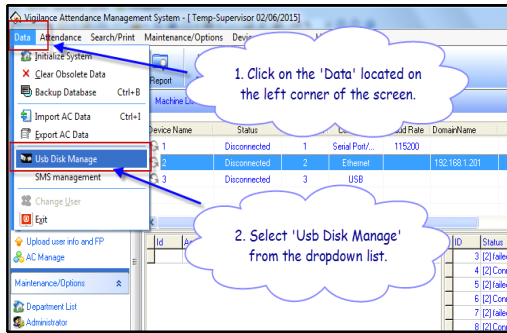 Vigilance Attendance Management System - [ Temp-Supervisor 02/06/2015]
Data Attendance Search/Print Maintenance/Options
Initialize System
Clear Obsolete Data
Backup Database Ctrl+B
Import AC Data Ctrl+I
Export AC Data
Usb Disk Manage
SMS management
Change User
Exit
Report
Machine
1. Click on the 'Data' located on
the left corner of the screen.
Device Name Status Rate DomainName
1 Disconnected 1 Serial Port/... 115200
2 Disconnected 2 Ethernet 192.168.1.201
3 Disconnected 3 USB
2. Select 'Usb Disk Manage'
from the dropdown list.
Upload user info and FP
AC Manage
Maintenance/Options
Department List
Administrator
Id
ID Status
3 [2] failed
4 [2] Conn
5 [2] failed
6 [2] Conn
7 [2] failed
8 [2] Conn